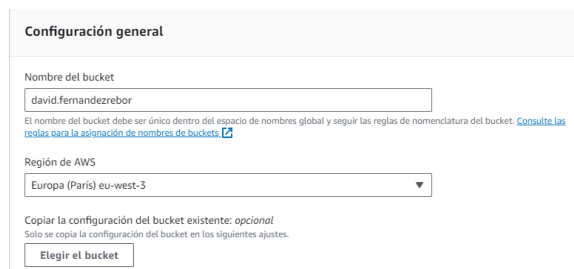 Configuración general
Nombre del bucket
david.fernandezrebor
El nombre del bucket debe ser único dentro del espacio de nombres global y seguir las reglas de nomenclatura del bucket. Consulte las
reglas para la asignación de nombres de buckets
Región de AWS
Europa (París) eu-west-3
Copiar la configuración del bucket existente: opcional
Solo se copia la configuración del bucket en los siguientes ajustes.
Elegir el bucket